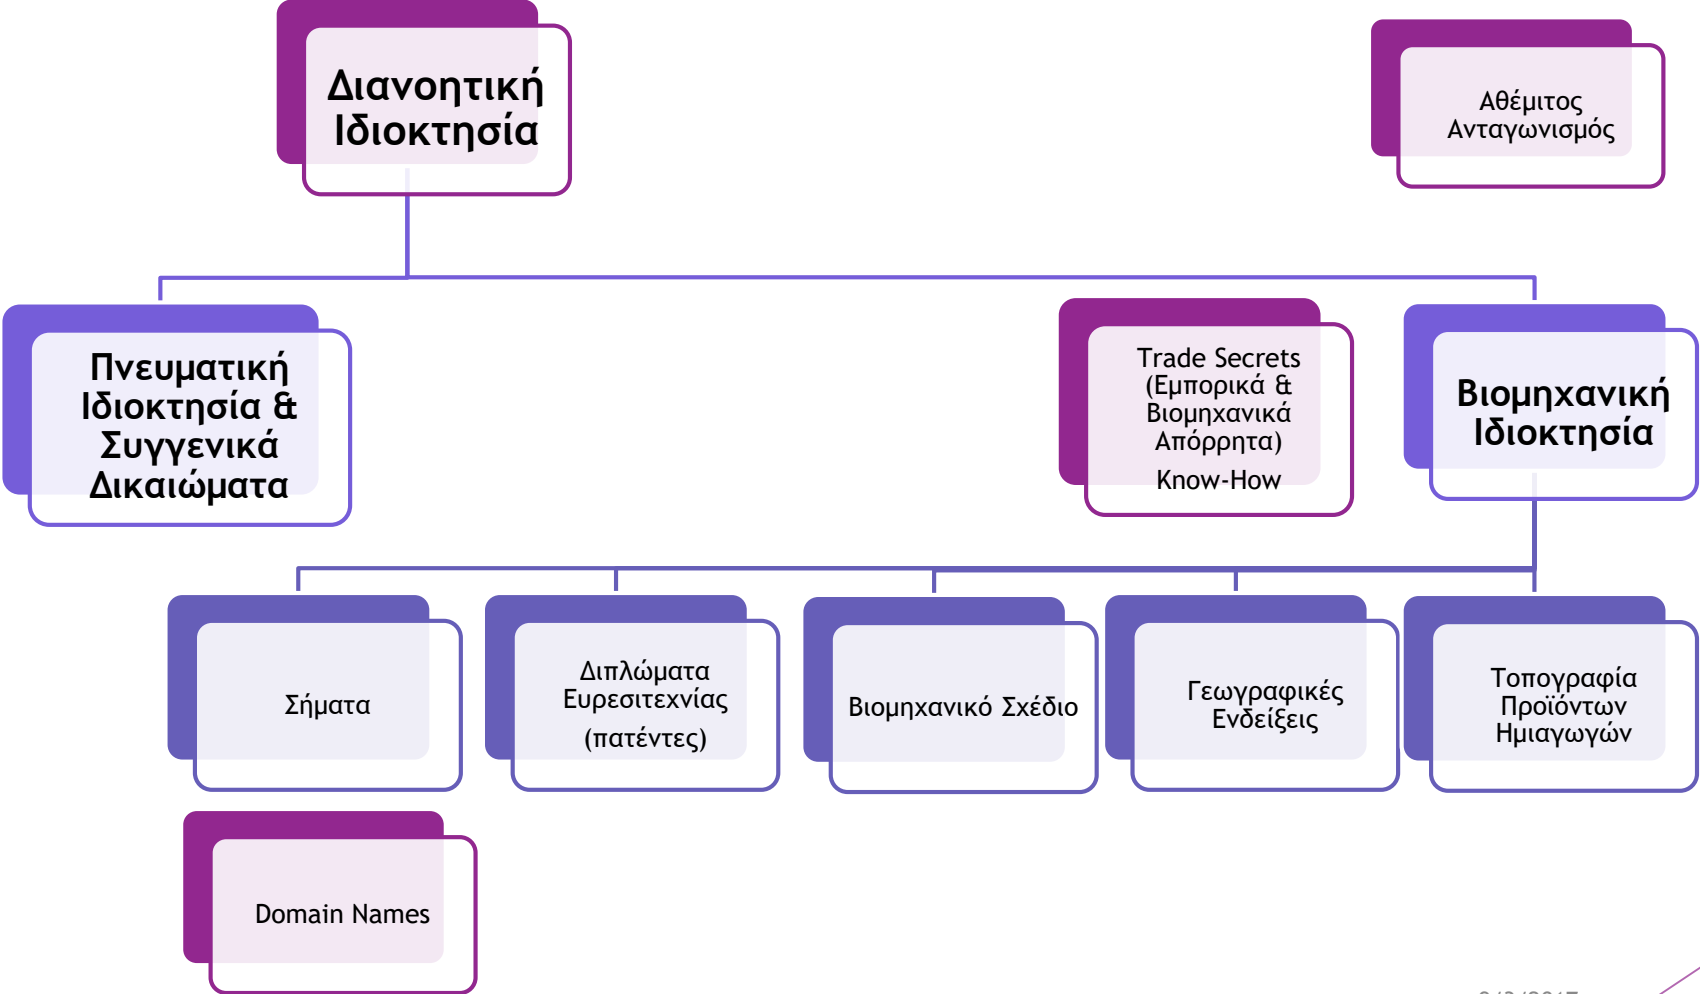 Διανοητική
Ιδιοκτησία
Αθέμιτος
Ανταγωνισμός
Πνευματική
Ιδιοκτησία &
Συγγενικά
Δικαιώματα
Trade Secrets
(Εμπορικά &
Βιομηχανικά
Απόρρητα)
Know-How
Βιομηχανική
Ιδιοκτησία
Σήματα
Διπλώματα
Ευρεσιτεχνίας
(πατέντες)
Βιομηχανικό Σχέδιο
Γεωγραφικές
Ενδείξεις
Τοπογραφία
Προϊόντων
Ημιαγωγών
Domain Names